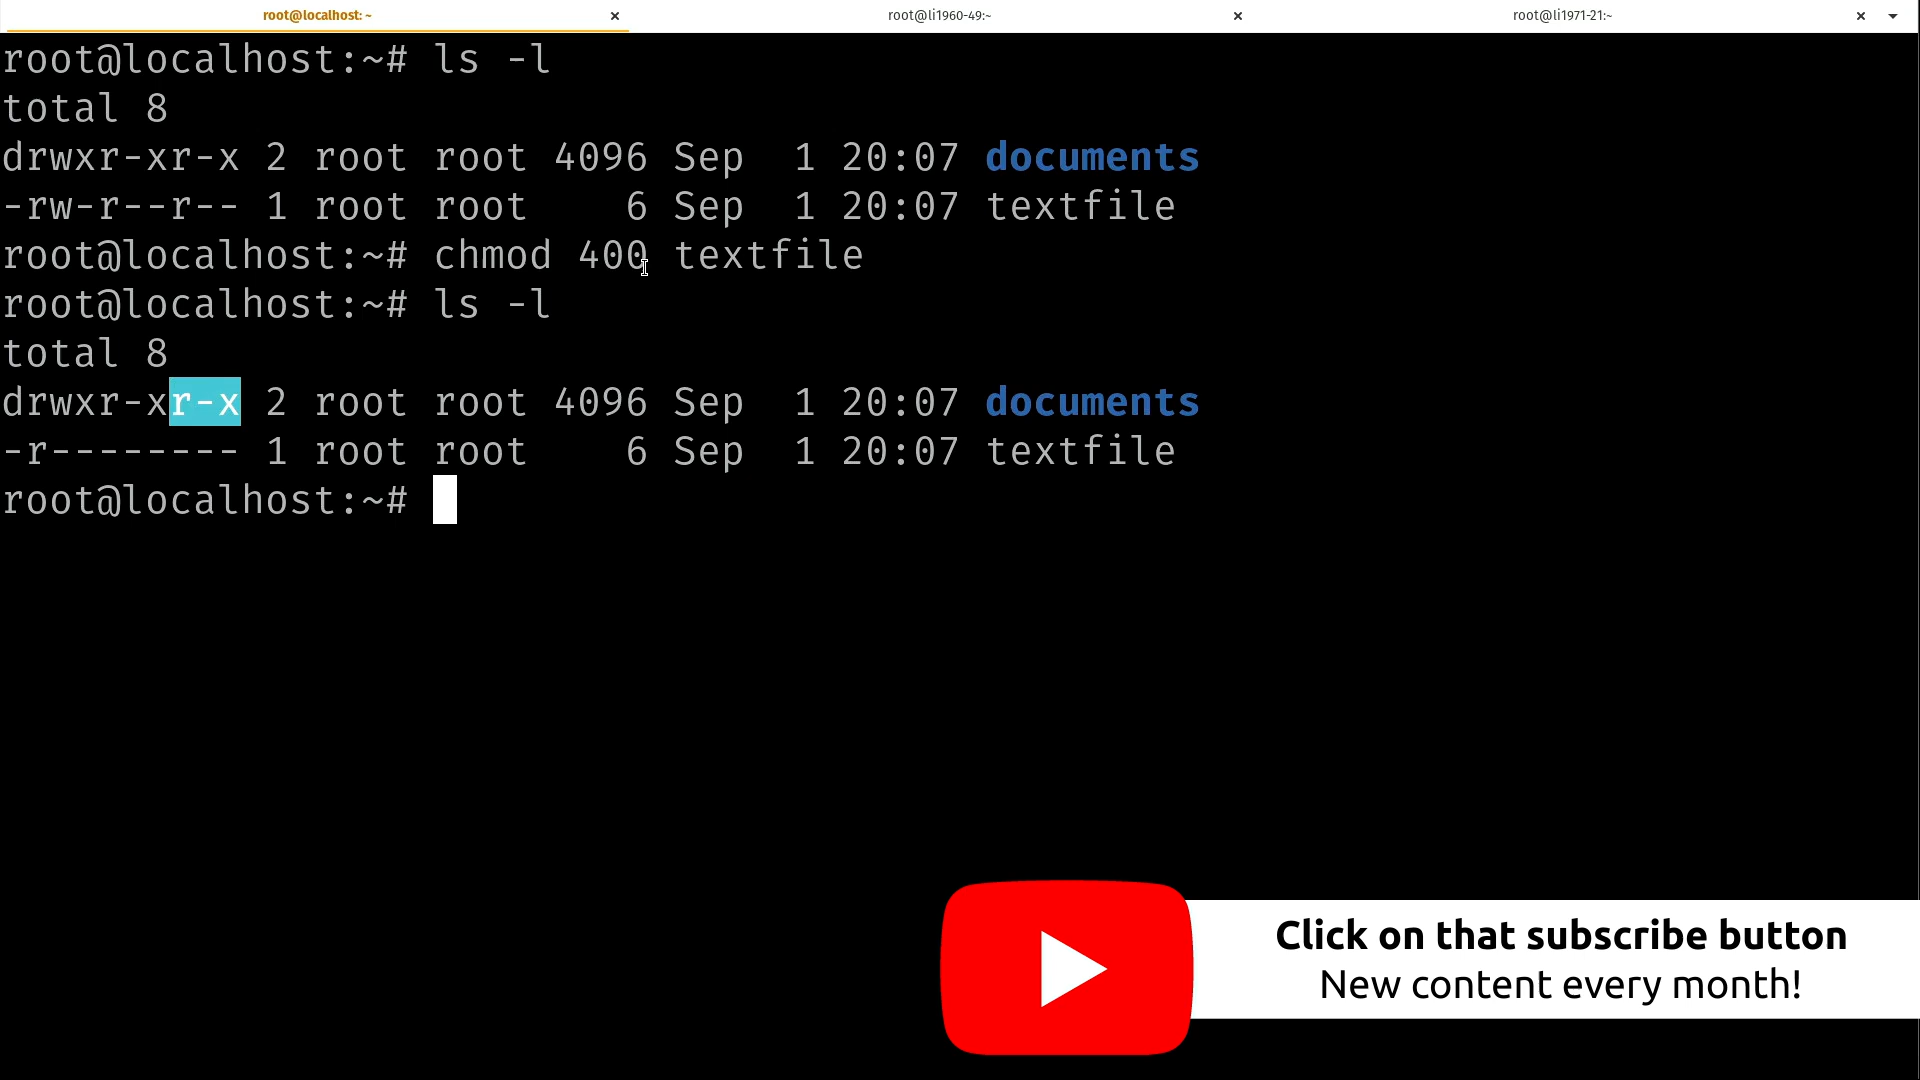 root@localhost: ~ × root@li1960-49:~ × root@li1971-21:~ ×
root@localhost:~# ls -l
total 8
drwxr-xr-x 2 root root 4096 Sep  1 20:07 documents
-rw-r--r-- 1 root root    6 Sep  1 20:07 textfile
root@localhost:~# chmod 400 textfile
root@localhost:~# ls -l
total 8
drwxr-xr-x 2 root root 4096 Sep  1 20:07 documents
-r-------- 1 root root    6 Sep  1 20:07 textfile
root@localhost:~#
Click on that subscribe button
New content every month!